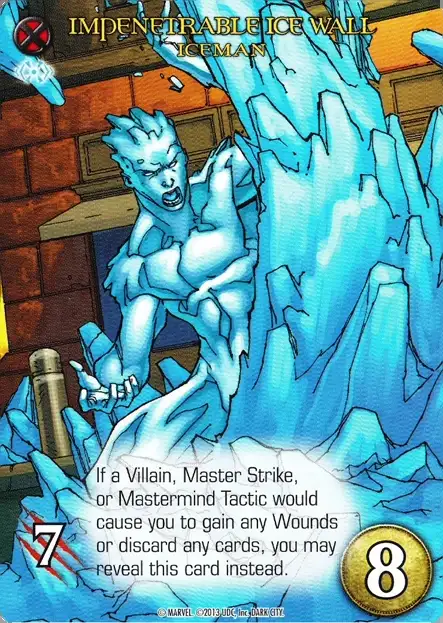 IMPENETRABLE ICE WALL
ICEMAN
If a Villain, Master Strike,
or Mastermind Tactic would
cause you to gain any Wounds
or discard any cards, you may
reveal this card instead.
7
8
© MARVEL ©2013 UDC, Inc. DARK CITY